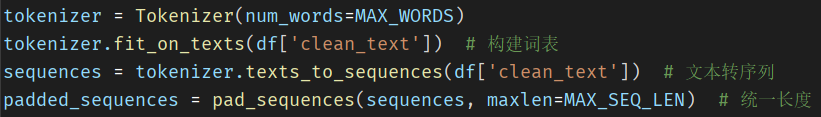 tokenizer = Tokenizer(num_words=MAX_WORDS)
tokenizer.fit_on_texts(df['clean_text'])  # 构建词表
sequences = tokenizer.texts_to_sequences(df['clean_text'])  # 文本转序列
padded_sequences = pad_sequences(sequences, maxlen=MAX_SEQ_LEN)  # 统一长度